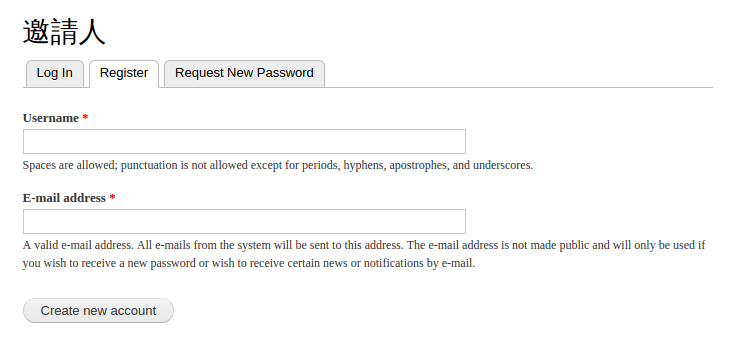 邀請人
Log In
Register
Request New Password
Username *
Spaces are allowed; punctuation is not allowed except for periods, hyphens, apostrophes, and underscores.
E-mail address *
A valid e-mail address. All e-mails from the system will be sent to this address. The e-mail address is not made public and will only be used if
you wish to receive a new password or wish to receive certain news or notifications by e-mail.
Create new account